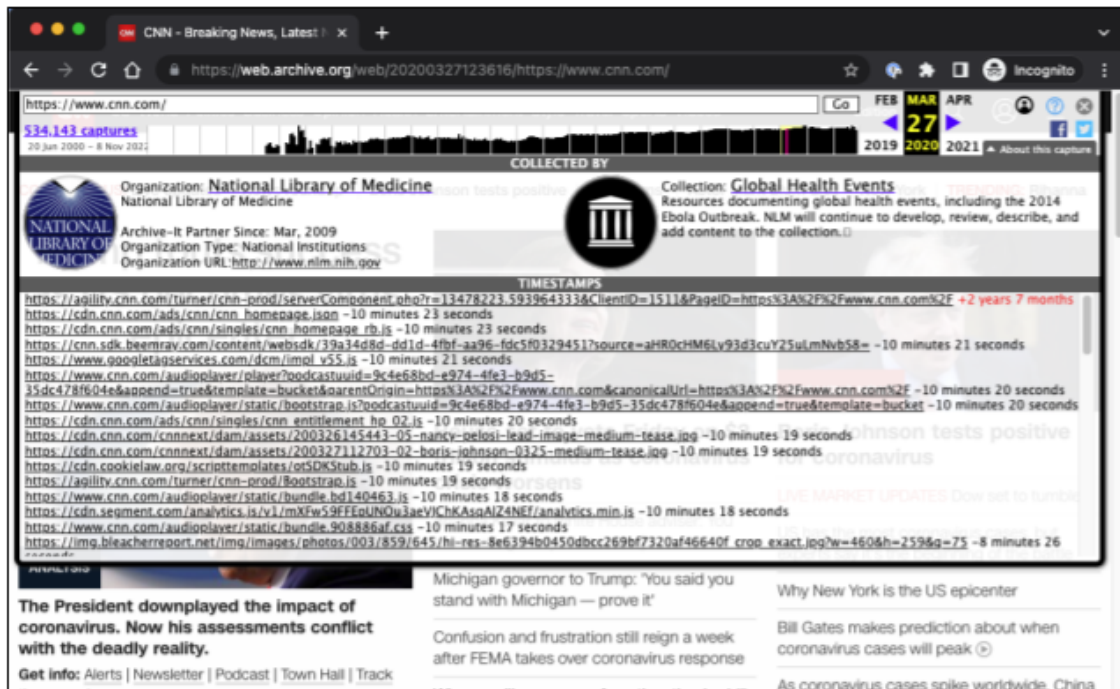 CNN - Breaking News, Latest
https://web.archive.org/web/20200327123616/https://www.cnn.com/
Incognito
https://www.cnn.com/
Go
FEB MAR APR
534,143 captures
27
20 Jun 2000 – 8 Nov 2022
2019 2020 2021
About this capture
COLLECTED BY
Organization: National Library of Medicine
National Library of Medicine
Archive-It Partner Since: Mar, 2009
Organization Type: National Institutions
Organization URL:http://www.nlm.nih.gov
NATIONAL
LIBRARY OF
MEDICINE
Collection: Global Health Events
Resources documenting global health events, including the 2014
Ebola Outbreak. NLM will continue to develop, review, describe, and
add content to the collection.
TIMESTAMPS
https://agility.cnn.com/turner/cnn-prod/serverComponent.php?r=13478223.593964333&ClientID=1511&PageID=https%3A%2F%2Fwww.cnn.com%2F +2 years 7 months
https://cdn.cnn.com/ads/cnn/cnn_homepage.json -10 minutes 23 seconds
https://cdn.cnn.com/ads/cnn/singles/cnn_homepage_rb.js -10 minutes 23 seconds
https://cnn.sdk.beemray.com/content/websdk/39a34d8d-dd1d-4fbf-aa96-fdc5f0329451?source=aHR0cHM6Ly93d3cuY25uLmNvbS8= -10 minutes 21 seconds
https://www.googletagservices.com/dcm/impl_v55.js -10 minutes 21 seconds
https://www.cnn.com/audioplayer/player?podcastuuid=9c4e68bd-e974-4fe3-b9d5-
35dc478f604e&append=true&template=bucket&parentOrigin=https%3A%2F%2Fwww.cnn.com&canonicalUrl=https%3A%2F%2Fwww.cnn.com%2F -10 minutes 20 seconds
https://www.cnn.com/audioplayer/static/bootstrap.js?podcastuuid=9c4e68bd-e974-4fe3-b9d5-35dc478f604e&append=true&template=bucket -10 minutes 20 seconds
https://cdn.cnn.com/ads/cnn/singles/cnn_entitlement_hp_02.js -10 minutes 20 seconds
https://cdn.cnn.com/cnnnext/dam/assets/200326145443-05-nancy-pelosi-lead-image-medium-tease.jpg -10 minutes 19 seconds
https://cdn.cnn.com/cnnnext/dam/assets/200327112703-02-boris-johnson-0325-medium-tease.jpg -10 minutes 19 seconds
https://cdn.cookielaw.org/scripttemplates/otSDKStub.js -10 minutes 19 seconds
https://agility.cnn.com/turner/cnn-prod/Bootstrap.js -10 minutes 19 seconds
https://www.cnn.com/audioplayer/static/bundle.bd140463.js -10 minutes 18 seconds
https://cdn.segment.com/analytics.js/v1/mXFw59FFEpUNOu3aeVIChKAsqAlZ4NEf/analytics.min.js -10 minutes 18 seconds
https://www.cnn.com/audioplayer/static/bundle.908886af.css -10 minutes 17 seconds
https://img.bleacherreport.net/img/images/photos/003/859/645/hi-res-8e6394b0450dbcc269bf7320af46640f_crop_exact.jpg?w=460&h=259&q=75 -8 minutes 26
seconds
Johnson tests positive
for coronavirus
LIVE MARKET UPDATES Dow set to tumble
ANALYSIS
The President downplayed the impact of
coronavirus. Now his assessments conflict
with the deadly reality.
Get info: Alerts | Newsletter | Podcast | Town Hall | Track
Michigan governor to Trump: 'You said you
stand with Michigan — prove it'
Confusion and frustration still reign a week
after FEMA takes over coronavirus response
Why New York is the US epicenter
Bill Gates makes prediction about when
coronavirus cases will peak
As coronavirus cases spike worldwide, China